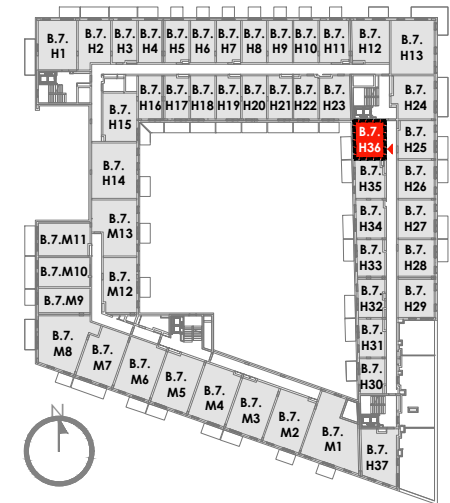 B.7.
H1
B.7.
H2
B.7.
H3
B.7.
H4
B.7.
H5
B.7.
H6
B.7.
H7
B.7.
H8
B.7.
H9
B.7.
H10
B.7.
H11
B.7.
H12
B.7.
H13
B.7.
H15
B.7.
H16
B.7.
H17
B.7.
H18
B.7.
H19
B.7.
H20
B.7.
H21
B.7.
H22
B.7.
H23
B.7.
H24
B.7.
H36
B.7.
H25
B.7.
H14
B.7.
H35
B.7.
H26
B.7.
M13
B.7.
H34
B.7.
H27
B.7.M11
B.7.
H33
B.7.
H28
B.7.M10
B.7.
M12
B.7.
H32
B.7.
H29
B.7.M9
B.7.
M8
B.7.
M7
B.7.
H31
B.7.
M6
B.7.
M5
B.7.
H30
B.7.
M4
B.7.
M3
B.7.
M2
B.7.
M1
B.7.
H37
N